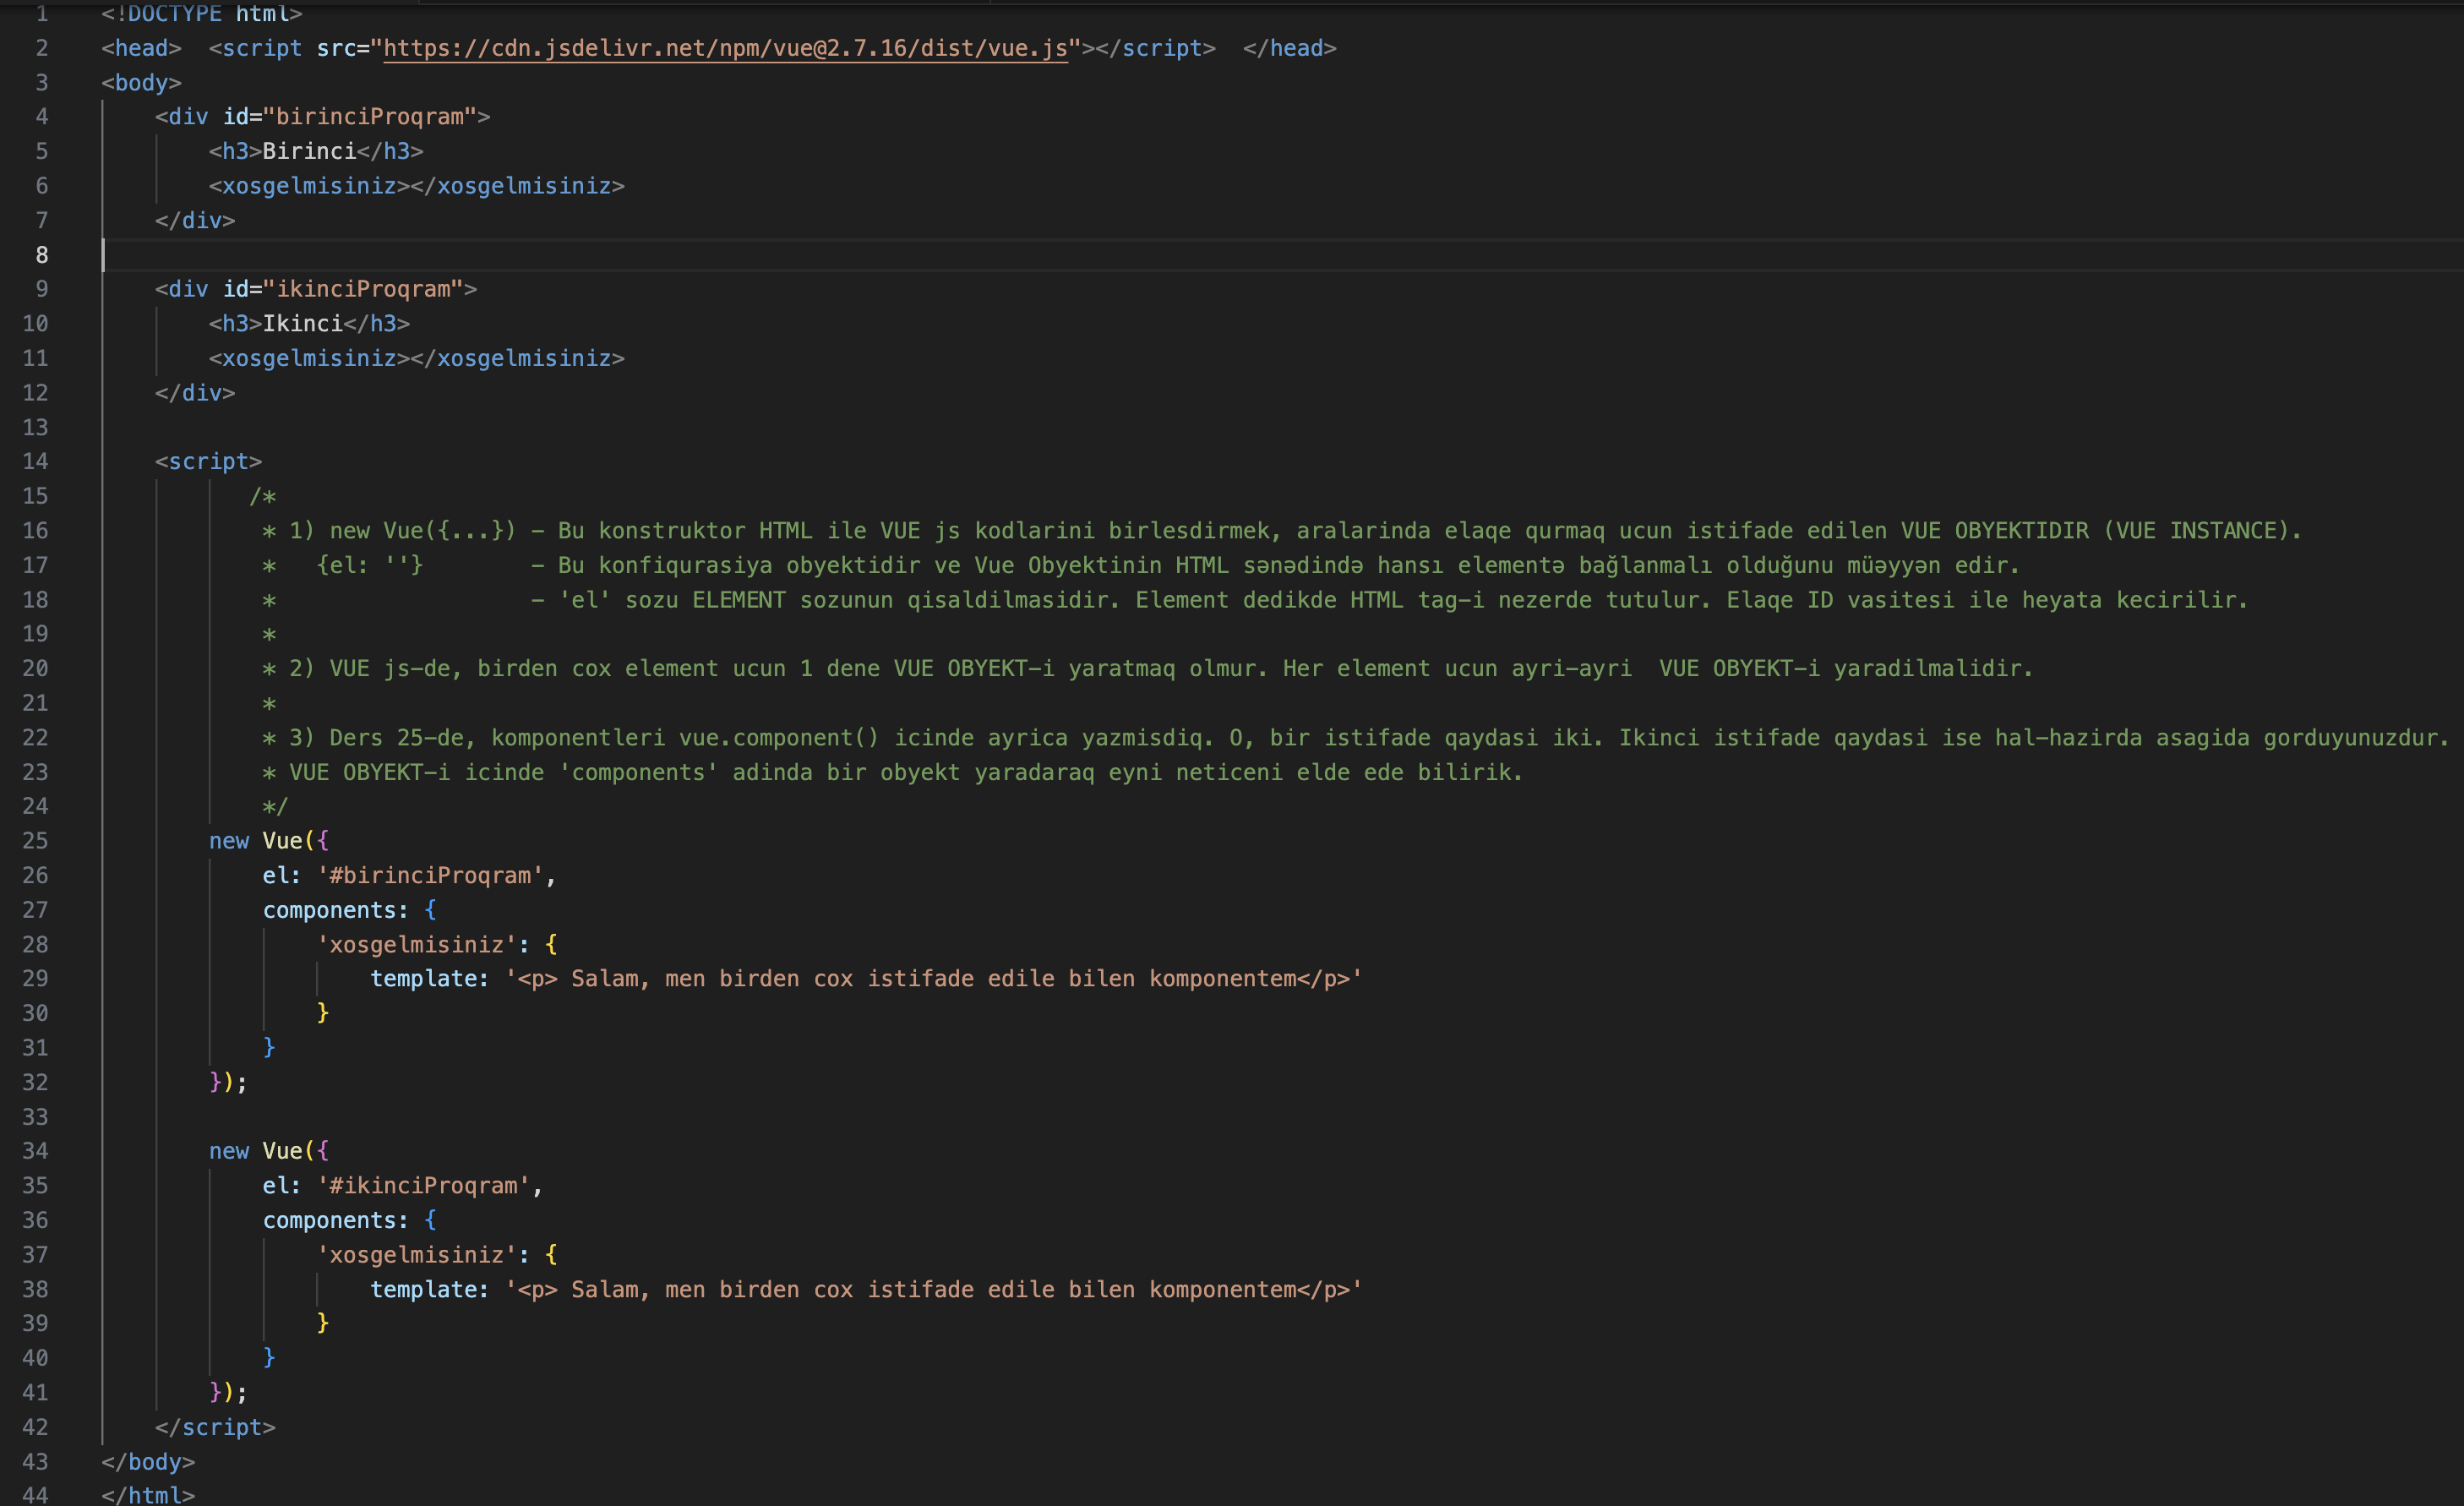 1 <!DOCTYPE html>
2 <head>  <script src="https://cdn.jsdelivr.net/npm/vue@2.7.16/dist/vue.js"></script>  </head>
3 <body>
4     <div id="birinciProqram">
5         <h3>Birinci</h3>
6         <xosgelmisiniz></xosgelmisiniz>
7     </div>
8
9     <div id="ikinciProqram">
10         <h3>Ikinci</h3>
11         <xosgelmisiniz></xosgelmisiniz>
12     </div>
13
14     <script>
15            /*
16             * 1) new Vue({...}) – Bu konstruktor HTML ile VUE js kodlarini birlesdirmek, aralarinda elaqe qurmaq ucun istifade edilen VUE OBYEKTIDIR (VUE INSTANCE).
17             *   {el: ''}        – Bu konfiqurasiya obyektidir ve Vue Obyektinin HTML sənədində hansı elementə bağlanmalı olduğunu müəyyən edir.
18             *                   – 'el' sozu ELEMENT sozunun qisaldilmasidir. Element dedikde HTML tag-i nezerde tutulur. Elaqe ID vasitesi ile heyata kecirilir.
19             *
20             * 2) VUE js-de, birden cox element ucun 1 dene VUE OBYEKT-i yaratmaq olmur. Her element ucun ayri-ayri  VUE OBYEKT-i yaradilmalidir.
21             *
22             * 3) Ders 25-de, komponentleri vue.component() icinde ayrica yazmisdiq. O, bir istifade qaydasi iki. Ikinci istifade qaydasi ise hal-hazirda asagida gorduyunuzdur.
23             * VUE OBYEKT-i icinde 'components' adinda bir obyekt yaradaraq eyni neticeni elde ede bilirik.
24             */
25         new Vue({
26             el: '#birinciProqram',
27             components: {
28                 'xosgelmisiniz': {
29                     template: '<p> Salam, men birden cox istifade edile bilen komponentem</p>'
30                 }
31             }
32         });
33
34         new Vue({
35             el: '#ikinciProqram',
36             components: {
37                 'xosgelmisiniz': {
38                     template: '<p> Salam, men birden cox istifade edile bilen komponentem</p>'
39                 }
40             }
41         });
42     </script>
43 </body>
44 </html>